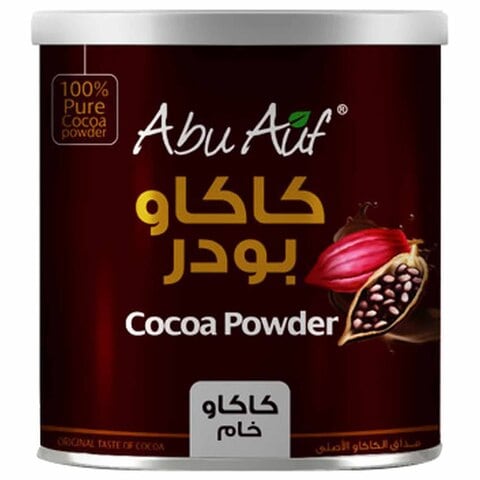 100%
Pure
Cocoa
powder
Abu Auf ®
كاكاو
بودر
Cocoa Powder
كاكاو
خام
ORIGINAL TASTE OF COCOA
مذاق الكاكاو الأصلي